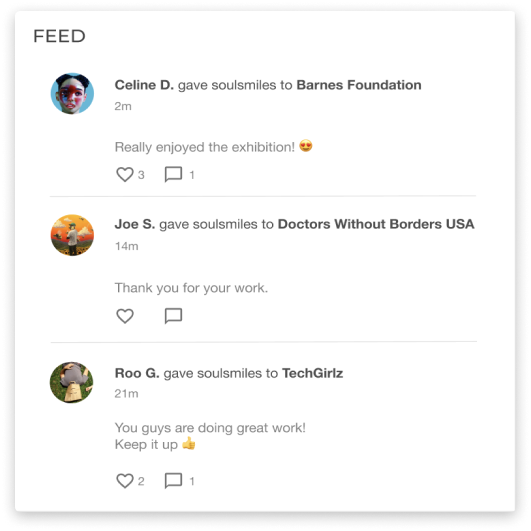 FEED
Celine D. gave soulsmiles to Barnes Foundation
2m
Really enjoyed the exhibition! 😍
3 1
Joe S. gave soulsmiles to Doctors Without Borders USA
14m
Thank you for your work.
Roo G. gave soulsmiles to TechGirlz
21m
You guys are doing great work!
Keep it up 👍
2 1